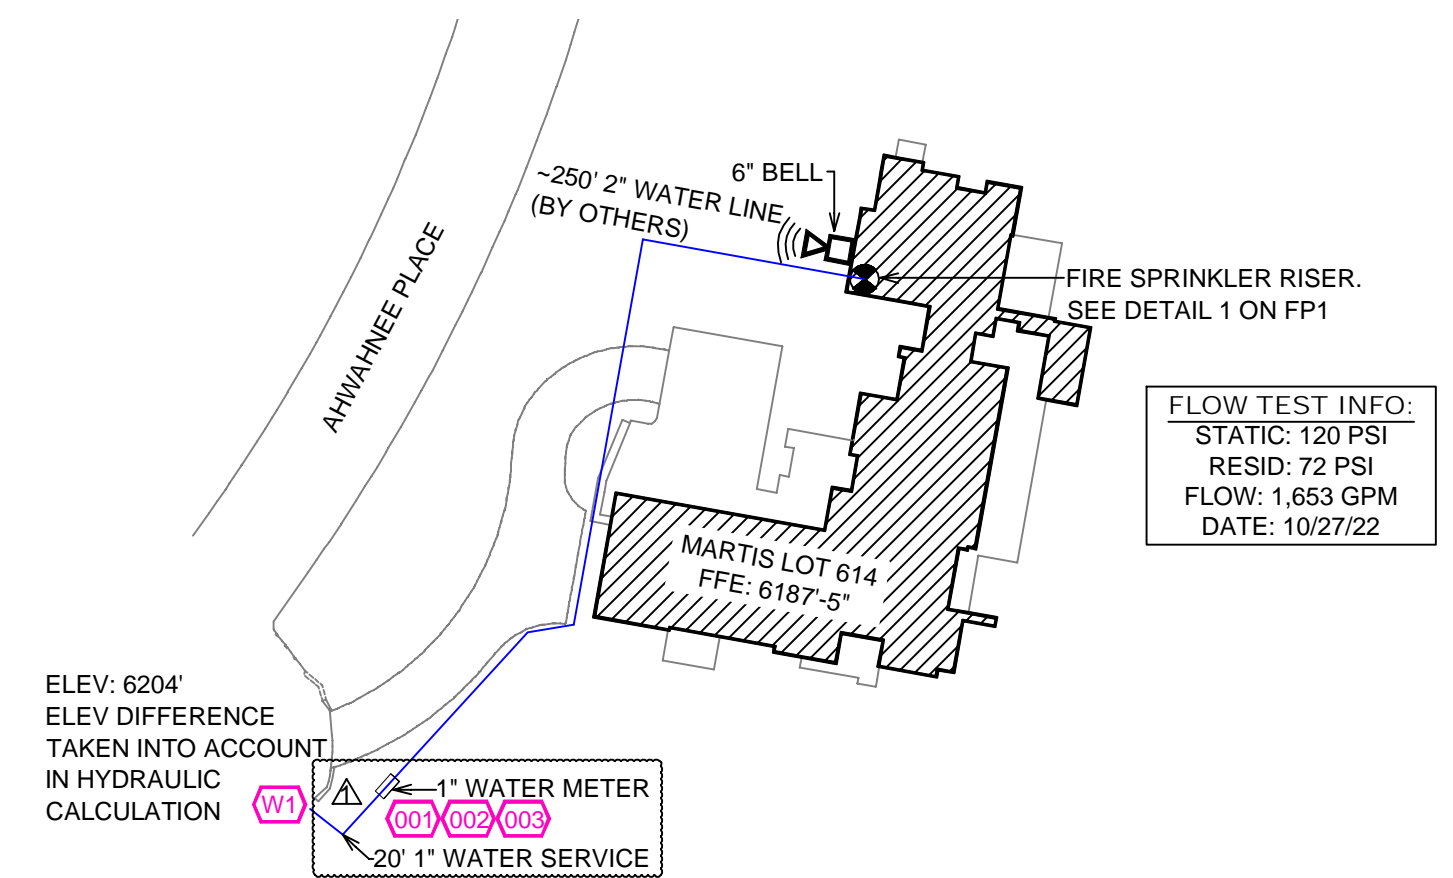 ~250' 2" WATER LINE
(BY OTHERS)
6" BELL
AHWAHNEE PLACE
FIRE SPRINKLER RISER.
SEE DETAIL 1 ON FP1
FLOW TEST INFO:
STATIC: 120 PSI
RESID: 72 PSI
FLOW: 1,653 GPM
DATE: 10/27/22
MARTIS LOT 614
FFE: 6187'-5"
ELEV: 6204'
ELEV DIFFERENCE
TAKEN INTO ACCOUNT
IN HYDRAULIC
CALCULATION
W1
1
1" WATER METER
001 002 003
20' 1" WATER SERVICE